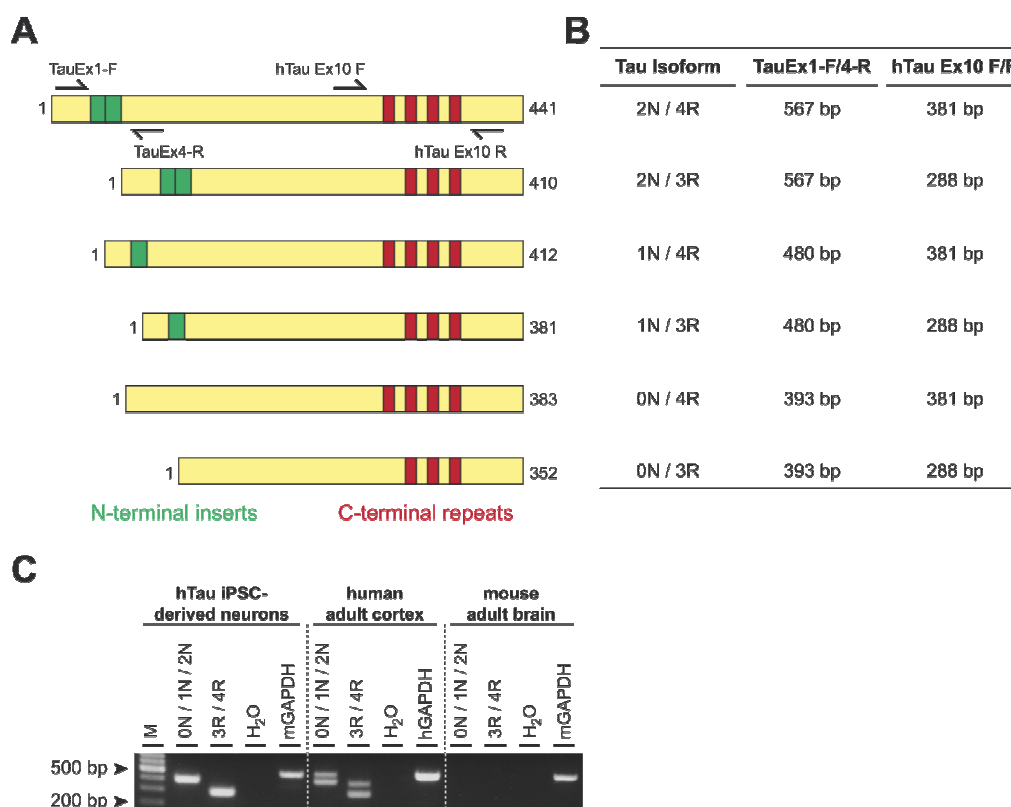 A
TauEx1-F
hTau Ex10 F
1
441
TauEx4-R
hTau Ex10 R
1
410
1
412
1
381
1
383
1
352
N-terminal inserts
C-terminal repeats
B
Tau Isoform TauEx1-F/4-R hTau Ex10 F/
2N / 4R 567 bp 381 bp
2N / 3R 567 bp 288 bp
1N / 4R 480 bp 381 bp
1N / 3R 480 bp 288 bp
0N / 4R 393 bp 381 bp
0N / 3R 393 bp 288 bp
C
hTau iPSC-
derived neurons
human
adult cortex
mouse
adult brain
M
0N / 1N / 2N
3R / 4R
H₂O
mGAPDH
0N / 1N / 2N
3R / 4R
H₂O
hGAPDH
0N / 1N / 2N
3R / 4R
H₂O
mGAPDH
500 bp
200 bp